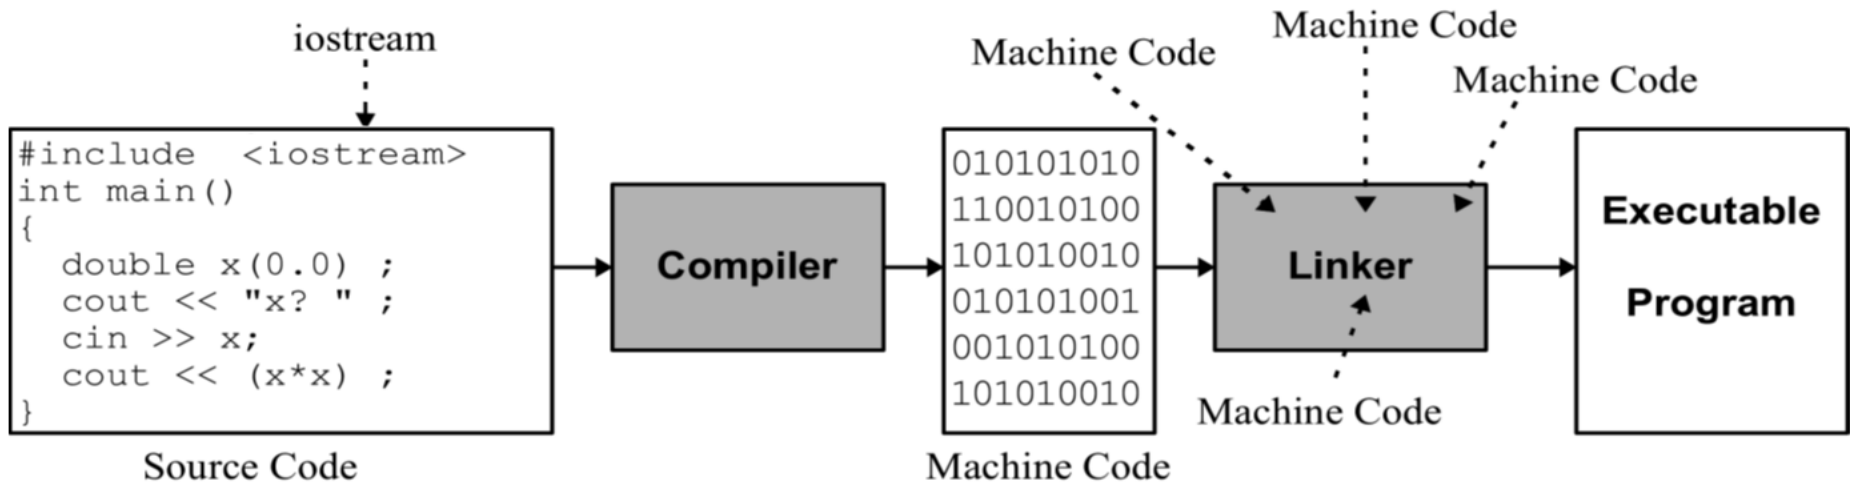 iostream
#include  <iostream>
int main()
{
  double x(0.0) ;
  cout << "x? " ;
  cin >> x;
  cout << (x*x) ;
}
Source Code
Compiler
010101010
110010100
101010010
010101001
001010100
101010010
Machine Code
Machine Code
Machine Code
Machine Code
Linker
Machine Code
Executable
Program